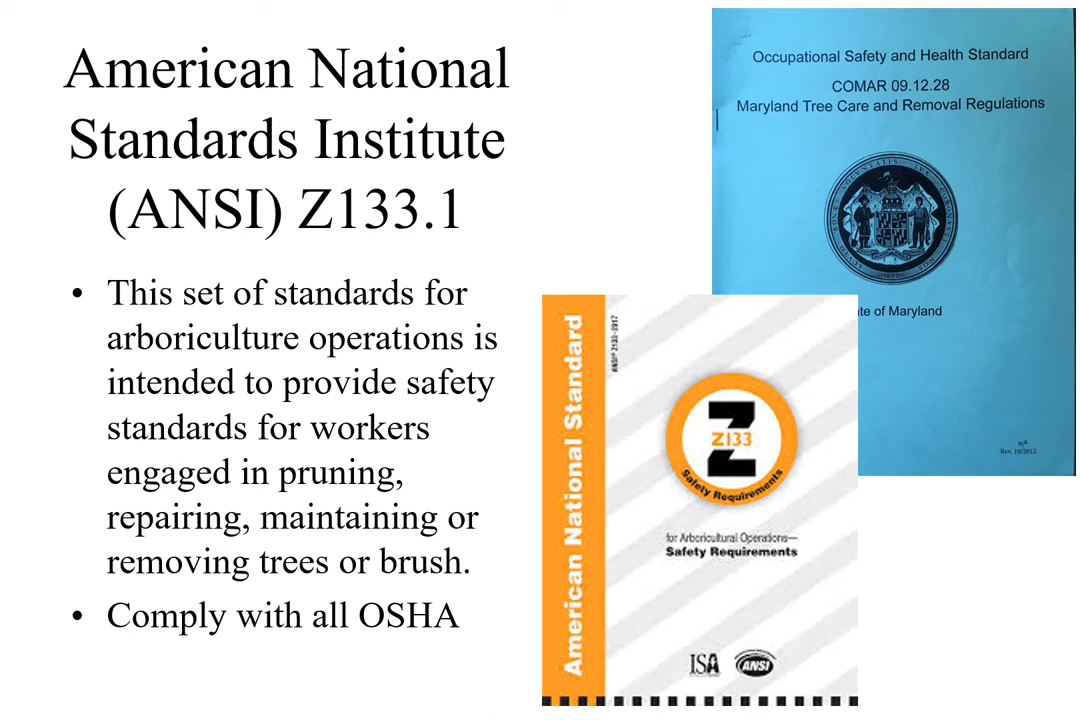 American National
Standards Institute
(ANSI) Z133.1
• This set of standards for
arboriculture operations is
intended to provide safety
standards for workers
engaged in pruning,
repairing, maintaining or
removing trees or brush.
• Comply with all OSHA
Occupational Safety and Health Standard
COMAR 09.12.28
Maryland Tree Care and Removal Regulations
ate of Maryland
Rev. 10/2012
American National Standard
ANSI® Z133-2017
Z133
Safety Requirements
for Arboricultural Operations—
Safety Requirements
ISA
ANSI